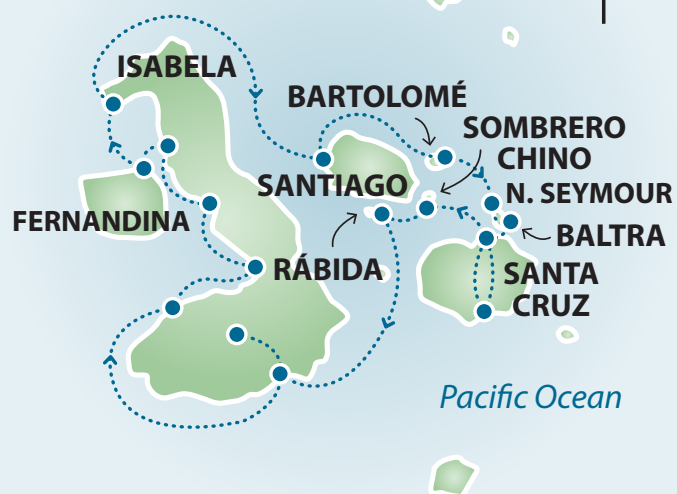 ISABELA
BARTOLOMÉ
SOMBRERO
CHINO
SANTIAGO
N. SEYMOUR
FERNANDINA
BALTRA
RÁBIDA
SANTA
CRUZ
Pacific Ocean